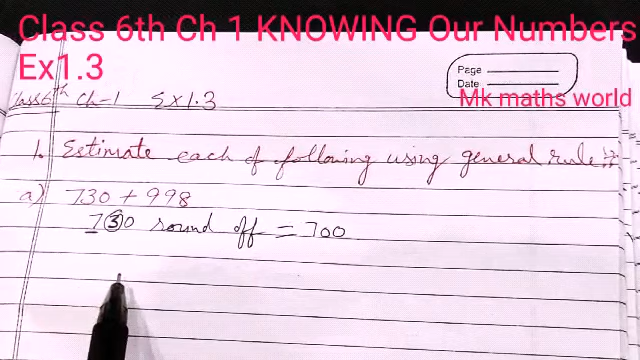 Class 6th Ch 1 KNOWING Our Numbers
Ex1.3
Page
Date
Class 6th Ch-1 Ex 1.3
Mk maths world
1. Estimate each of following using general rule:-
a) 730 + 998
730 round off = 700